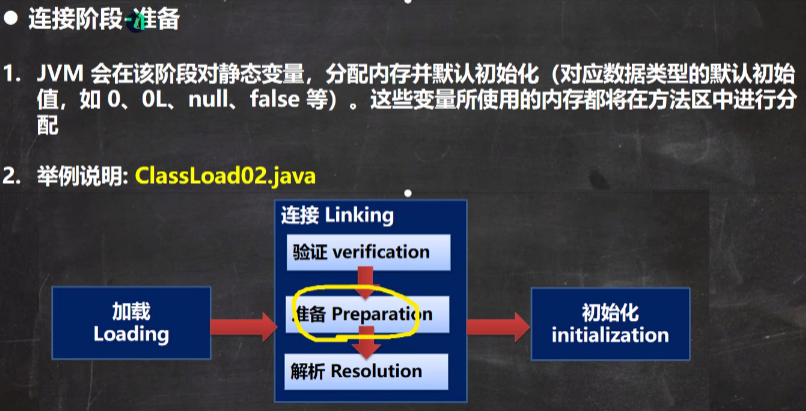 ● 连接阶段-准备
1. JVM 会在该阶段对静态变量，分配内存并默认初始化（对应数据类型的默认初始
值，如 0、0L、null、false 等）。这些变量所使用的内存都将在方法区中进行分
配
2. 举例说明: ClassLoad02.java
连接 Linking
验证 verification
准备 Preparation
解析 Resolution
加载
Loading
初始化
initialization